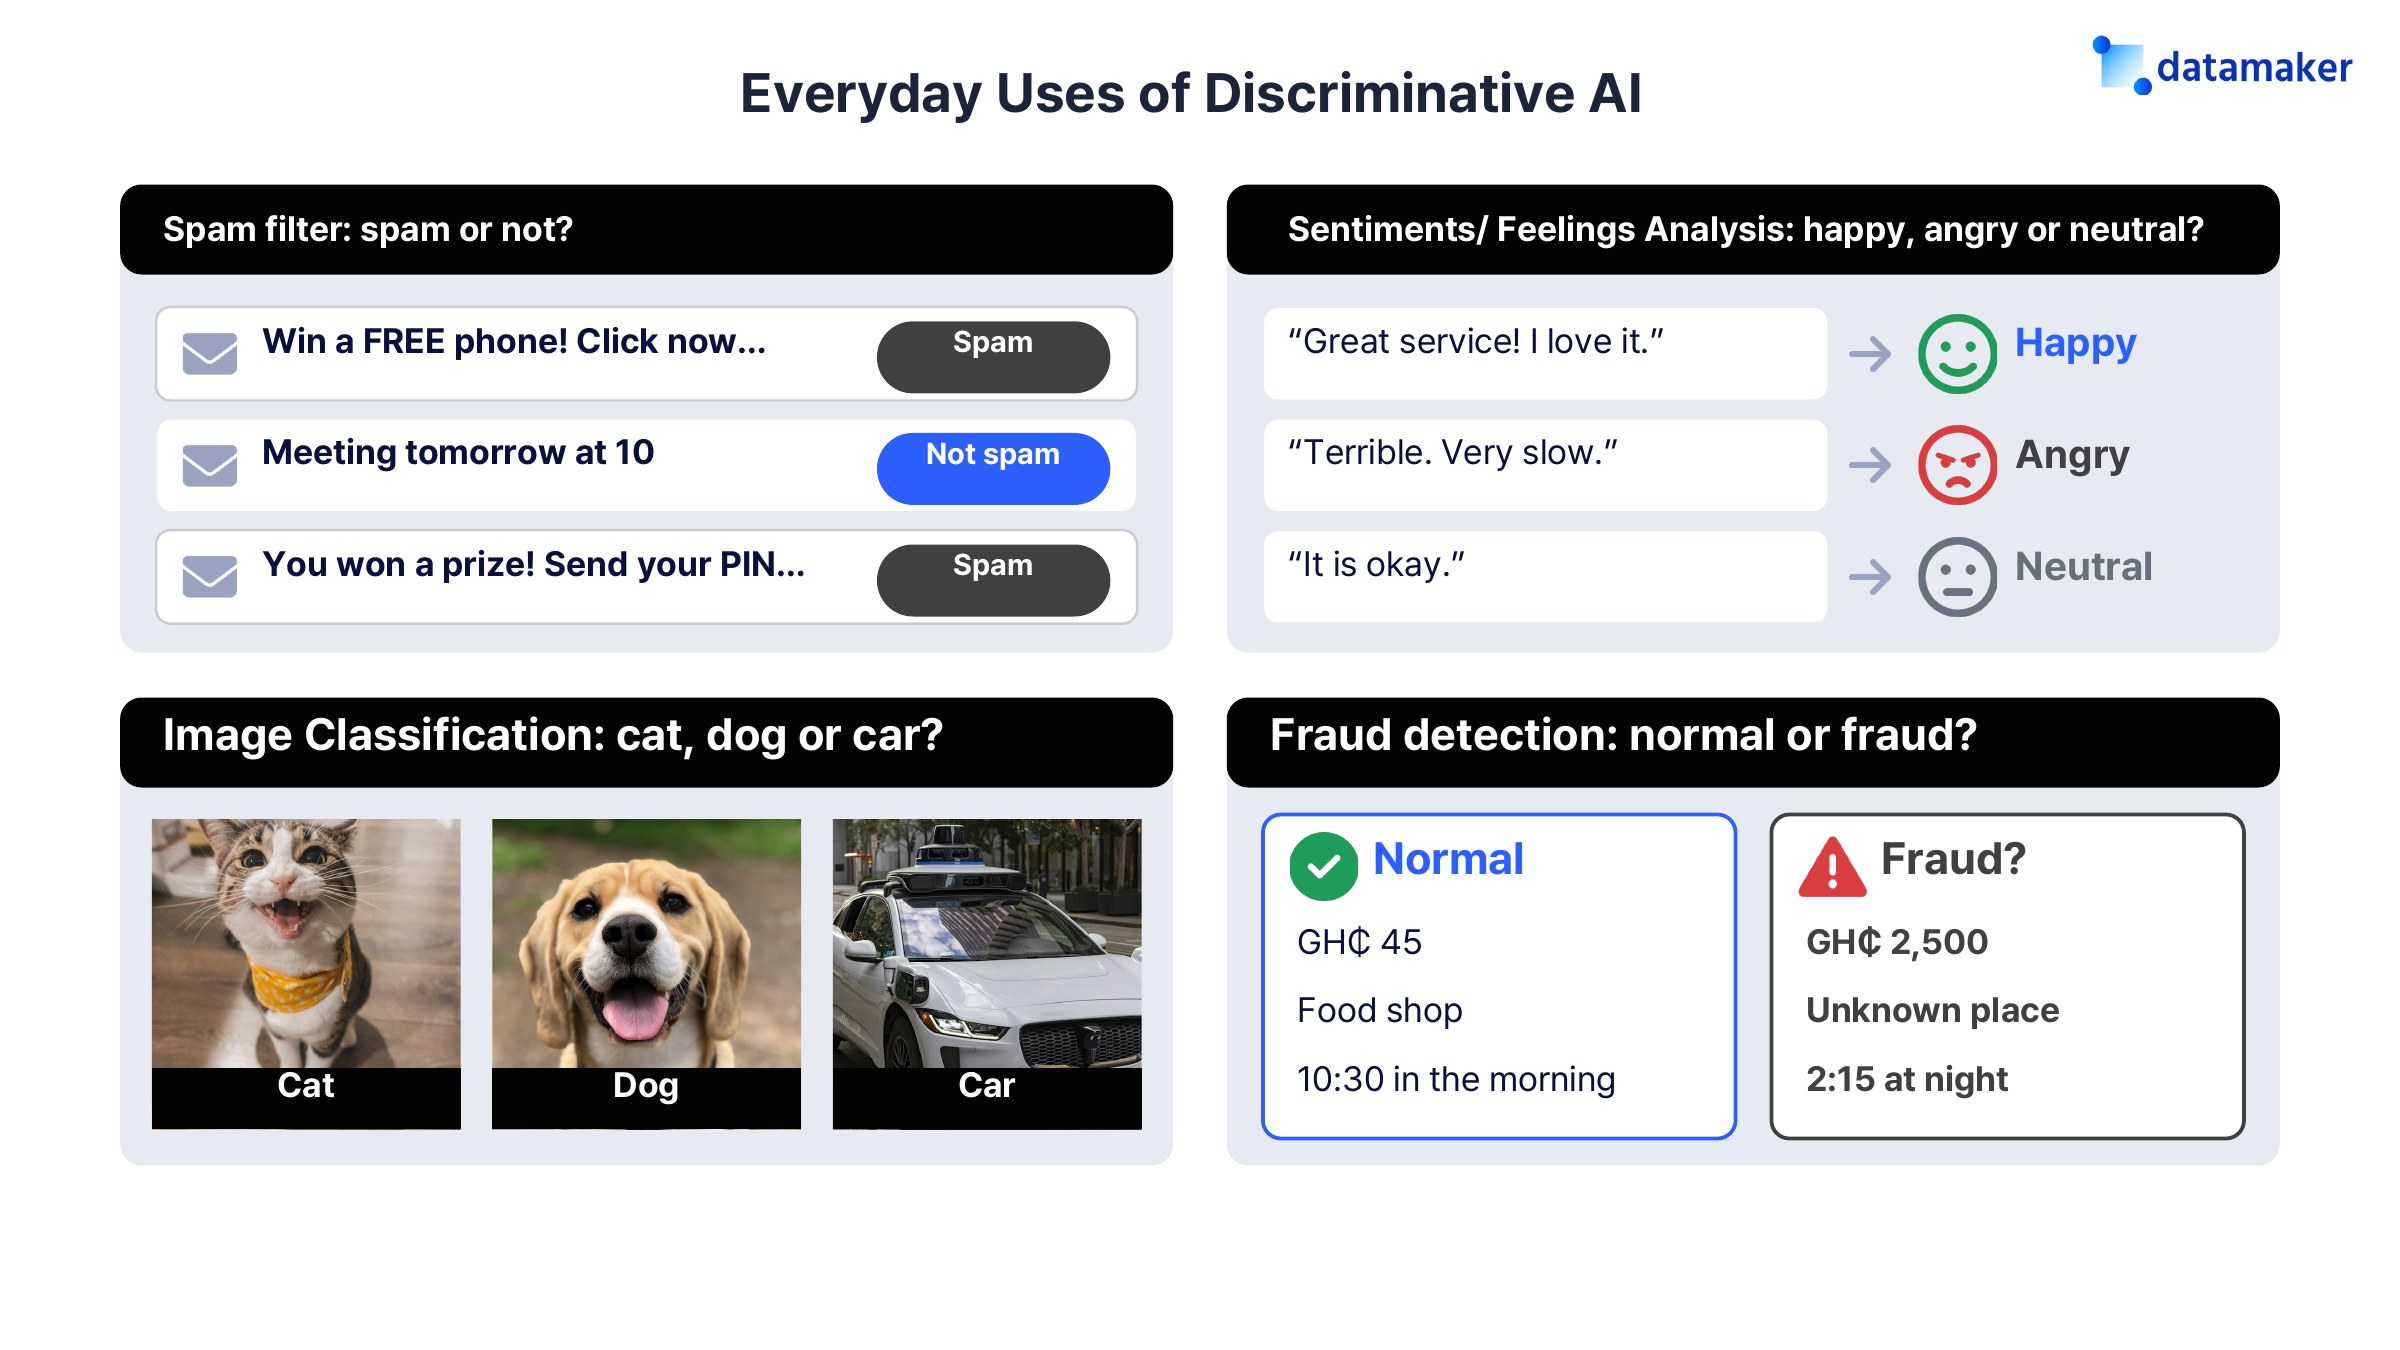 Everyday Uses of Discriminative AI
datamaker
Spam filter: spam or not?
Win a FREE phone! Click now...
Spam
Meeting tomorrow at 10
Not spam
You won a prize! Send your PIN...
Spam
Sentiments/ Feelings Analysis: happy, angry or neutral?
“Great service! I love it.”
Happy
“Terrible. Very slow.”
Angry
“It is okay.”
Neutral
Image Classification: cat, dog or car?
Cat
Dog
Car
Fraud detection: normal or fraud?
Normal
GH₵ 45
Food shop
10:30 in the morning
Fraud?
GH₵ 2,500
Unknown place
2:15 at night